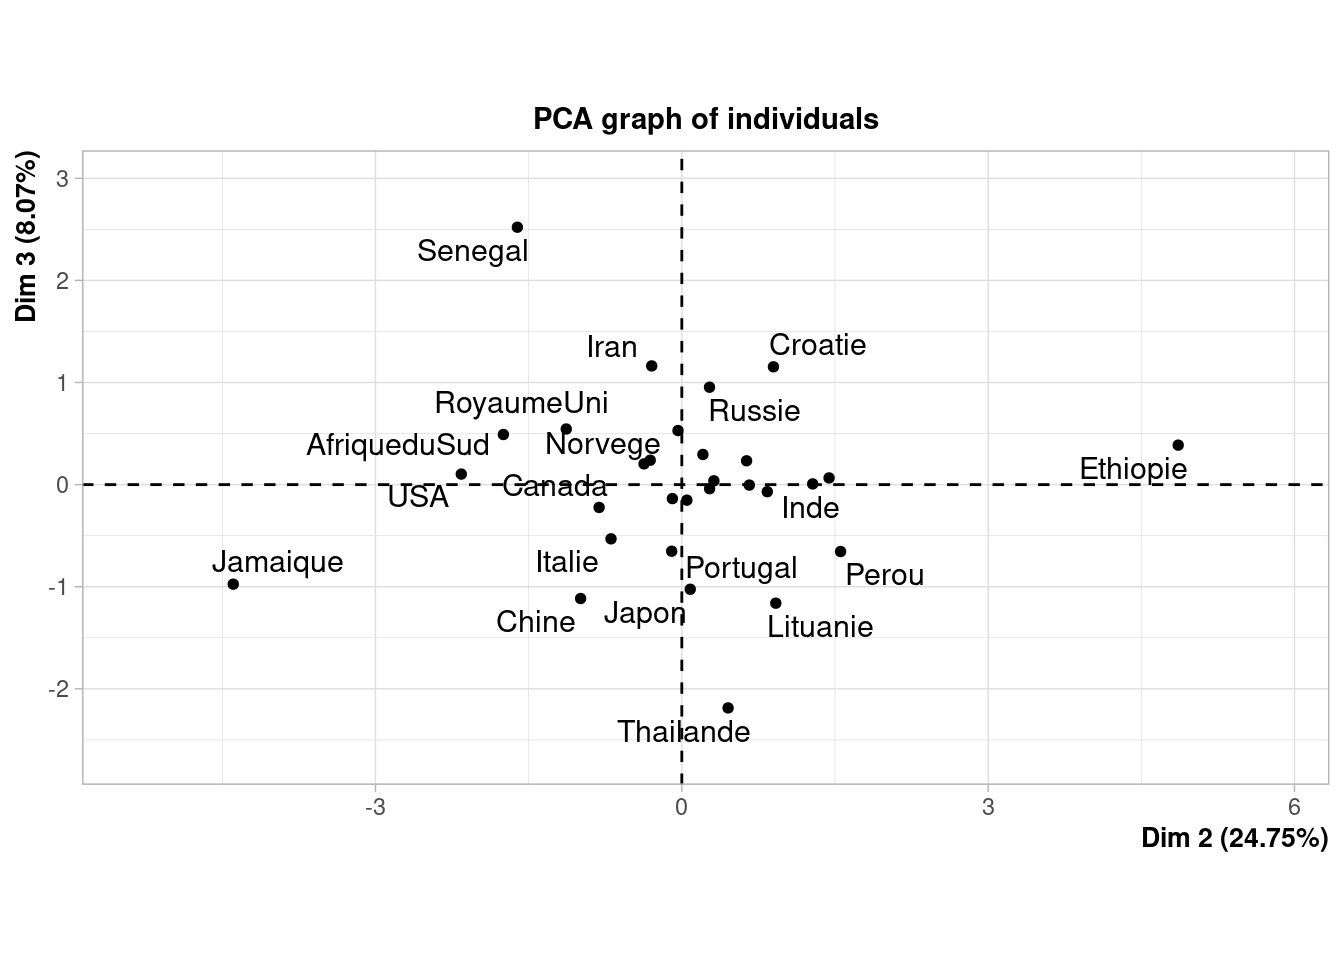 PCA graph of individuals
Dim 3 (8.07%)
3
2
1
0
-1
-2
Senegal
Iran
Croatie
RoyaumeUni
Russie
AfriqueduSud
Norvege
Ethiopie
USA
Canada
Inde
Jamaique
Italie
Portugal
Perou
Chine
Japon
Lituanie
Thailande
-3
0
3
6
Dim 2 (24.75%)